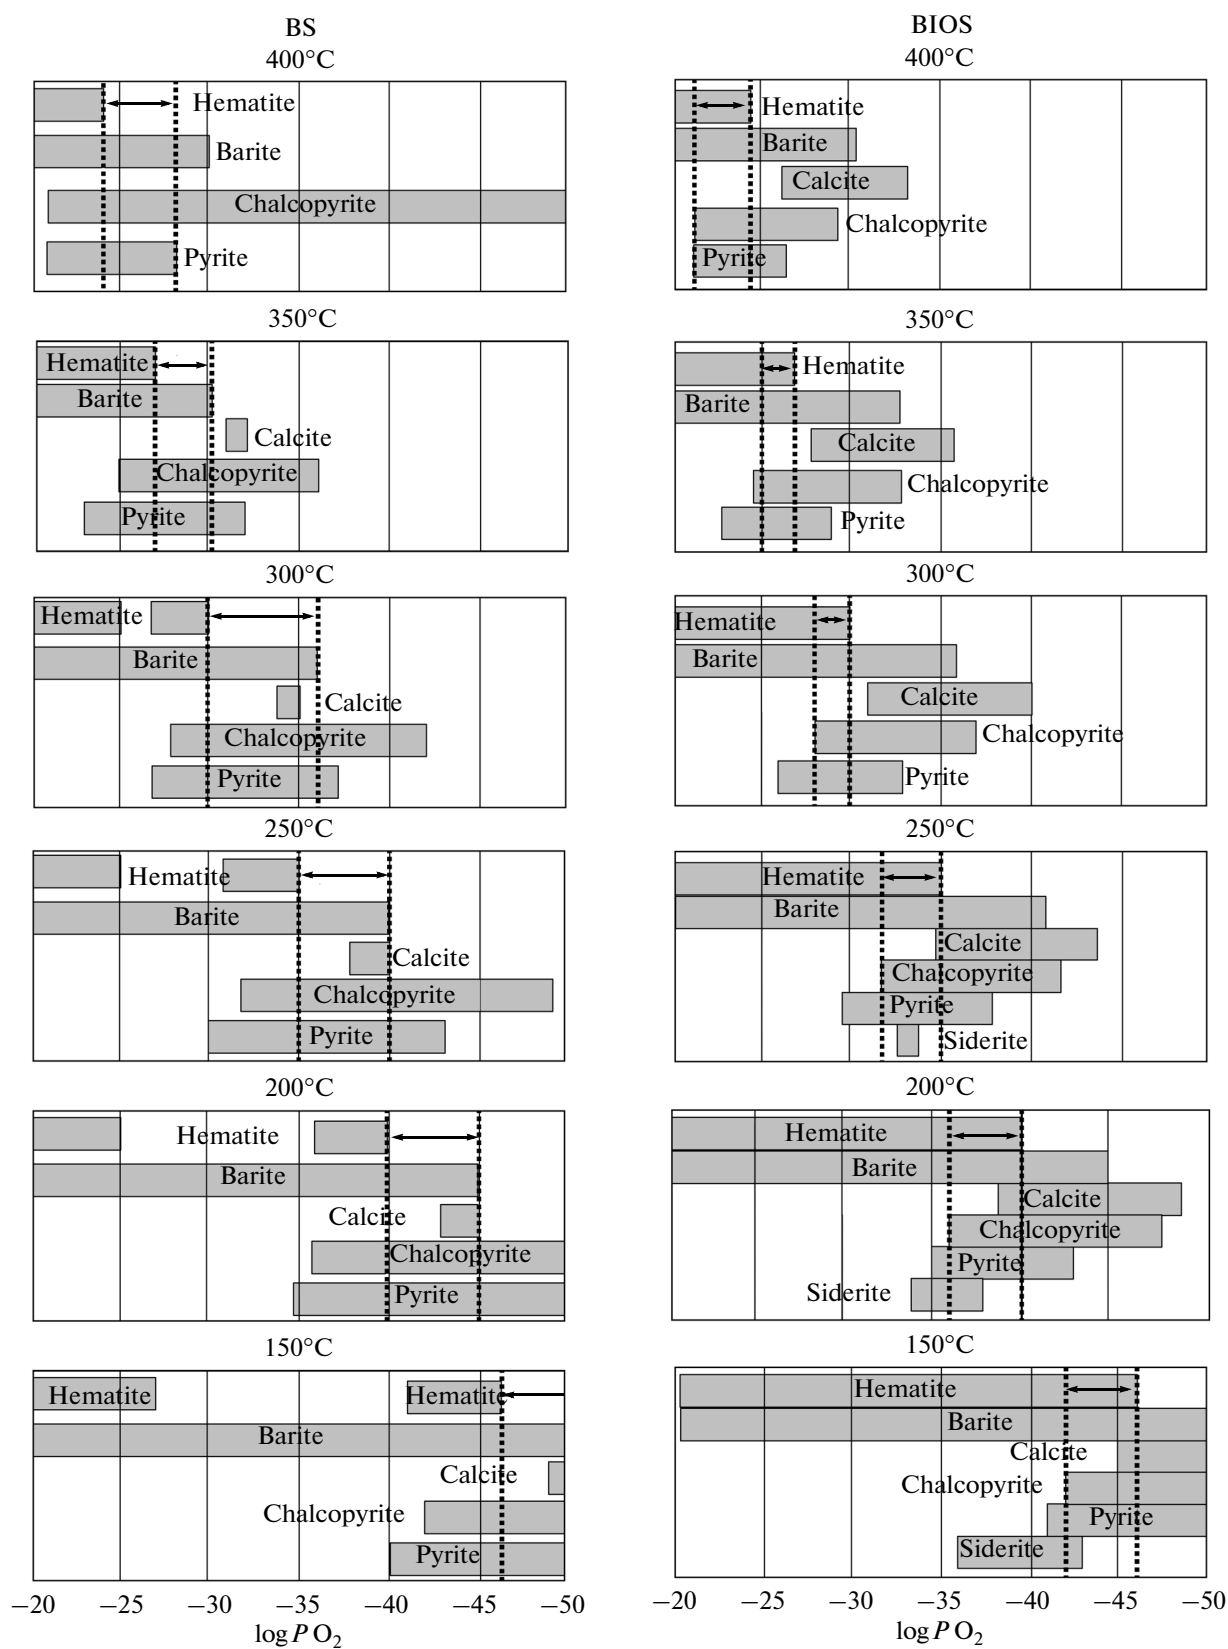 BS
400°C
Hematite
Barite
Chalcopyrite
Pyrite
350°C
Hematite
Barite
Calcite
Chalcopyrite
Pyrite
300°C
Hematite
Barite
Calcite
Chalcopyrite
Pyrite
250°C
Hematite
Barite
Calcite
Chalcopyrite
Pyrite
200°C
Hematite
Barite
Calcite
Chalcopyrite
Pyrite
150°C
Hematite Hematite
Barite
Calcite
Chalcopyrite
Pyrite
−20 −25 −30 −35 −40 −45 −50
log P O₂
BIOS
400°C
Hematite
Barite
Calcite
Chalcopyrite
Pyrite
350°C
Hematite
Barite
Calcite
Chalcopyrite
Pyrite
300°C
Hematite
Barite
Calcite
Chalcopyrite
Pyrite
250°C
Hematite
Barite
Calcite
Chalcopyrite
Pyrite
Siderite
200°C
Hematite
Barite
Calcite
Chalcopyrite
Pyrite
Siderite
150°C
Hematite
Barite
Calcite
Chalcopyrite
Pyrite
Siderite
−20 −25 −30 −35 −40 −45 −50
log P O₂